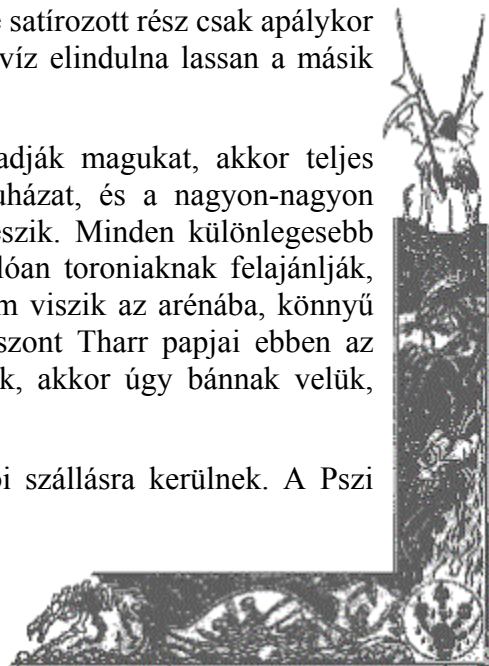 satírozott rész csak apálykor
víz elindulna lassan a másik
adják magukat, akkor teljes
uházat, és a nagyon-nagyon
eszik. Minden különlegesebb
lóan toroniaknak felajánlják,
m viszik az arénába, könnyű
szont Tharr papjai ebben az
k, akkor úgy bánnak velük,
i szállásra kerülnek. A Pszi